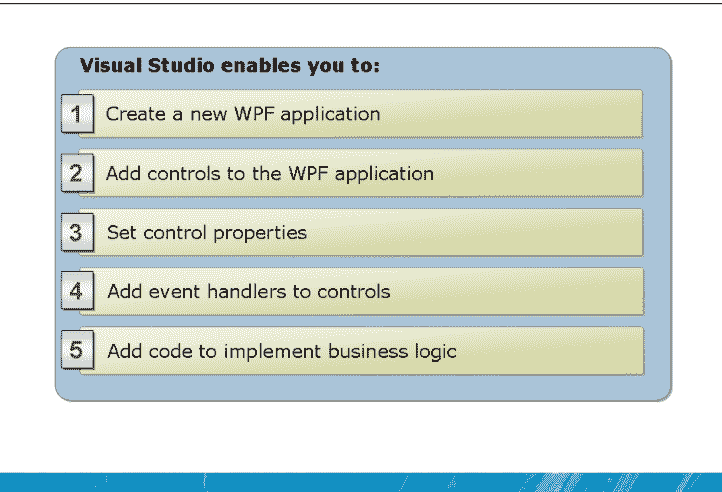 Visual Studio enables you to:
1 Create a new WPF application
2 Add controls to the WPF application
3 Set control properties
4 Add event handlers to controls
5 Add code to implement business logic